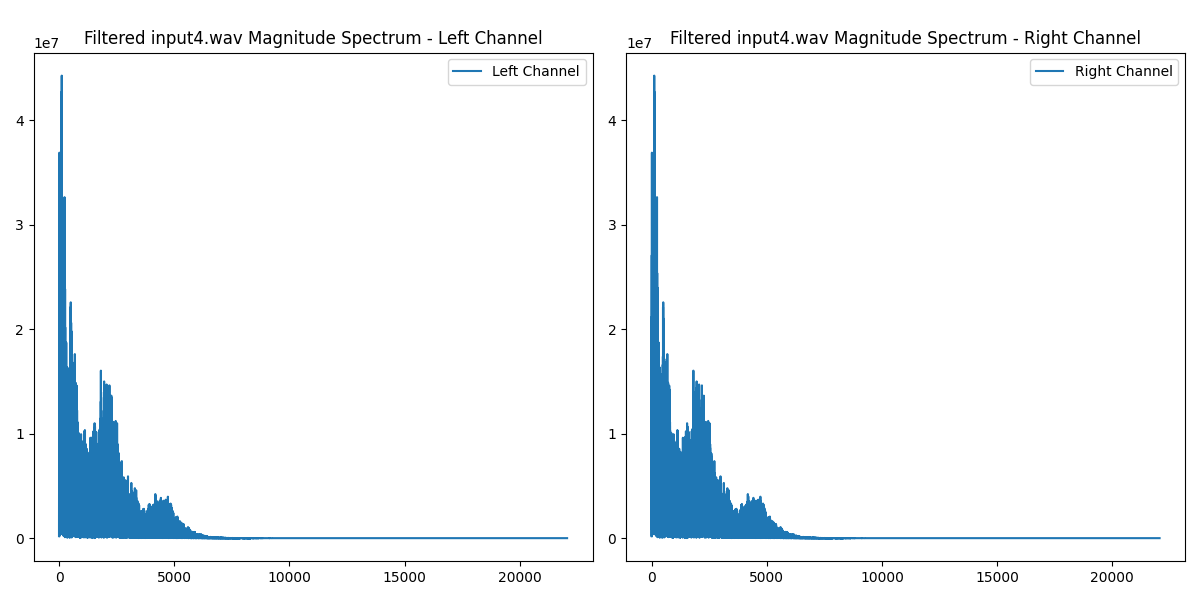 Filtered input4.wav Magnitude Spectrum - Left Channel
1e7
Left Channel
4
3
2
1
0
0 5000 10000 15000 20000
Filtered input4.wav Magnitude Spectrum - Right Channel
1e7
Right Channel
4
3
2
1
0
0 5000 10000 15000 20000